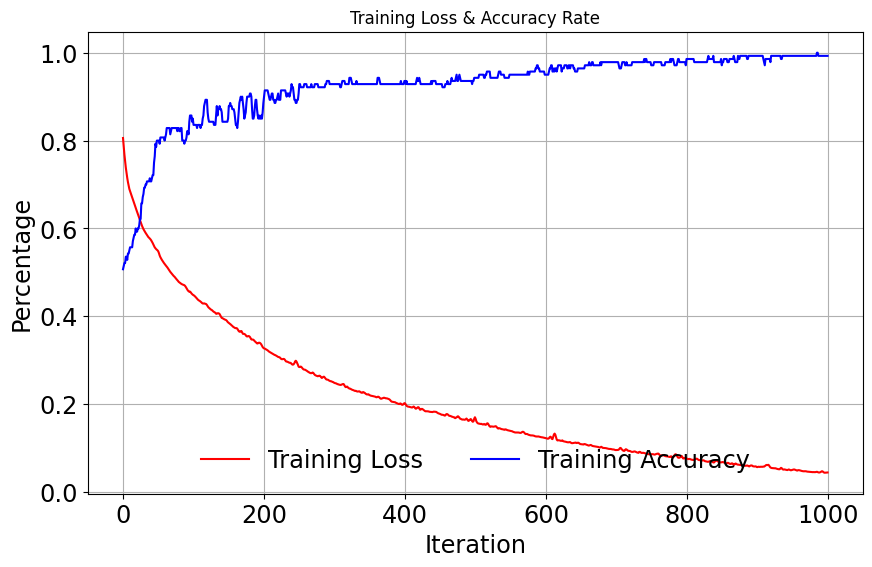 Training Loss & Accuracy Rate
1.0
0.8
0.6
0.4
0.2
0.0
Percentage
Training Loss
Training Accuracy
0 200 400 600 800 1000
Iteration